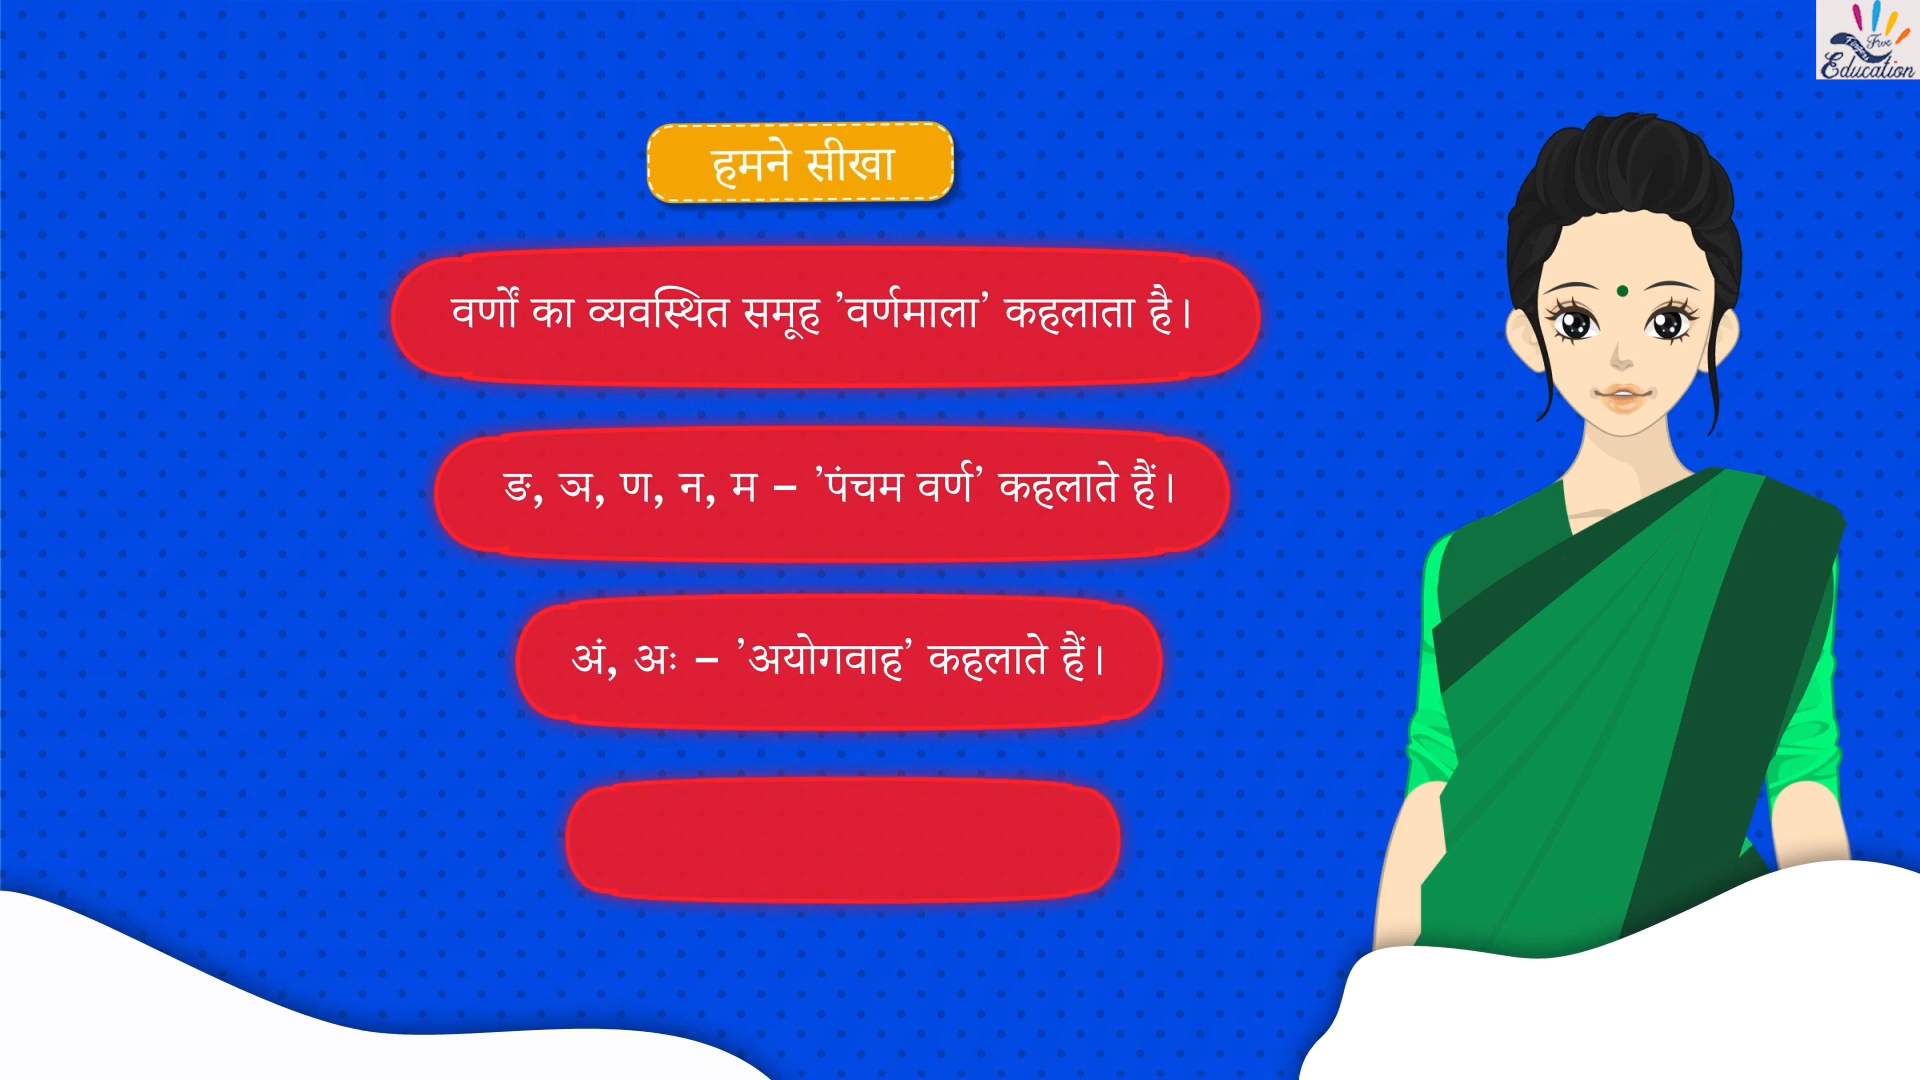 हमने सीखा
वर्णों का व्यवस्थित समूह ’वर्णमाला’ कहलाता है।
ङ, ञ, ण, न, म – ’पंचम वर्ण’ कहलाते हैं।
अं, अः – ’अयोगवाह’ कहलाते हैं।
Five
Education